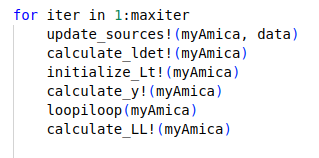 for iter in 1:maxiter
    update_sources!(myAmica, data)
    calculate_ldet!(myAmica)
    initialize_Lt!(myAmica)
    calculate_y!(myAmica)
    loopiloop(myAmica)
    calculate_LL!(myAmica)